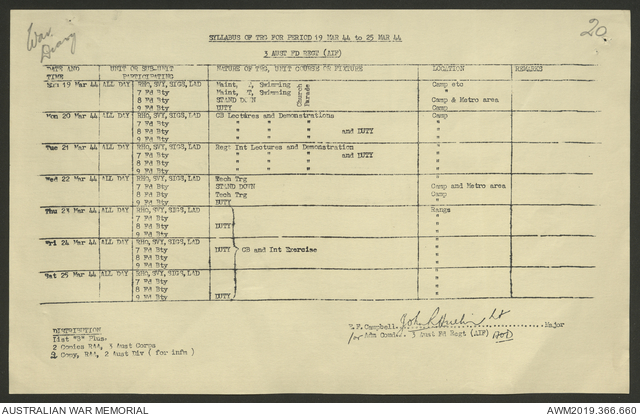 War
Diary
20.
SYLLABUS OF TRG FOR PERIOD 19 MAR 44 to 25 MAR 44
3 AUST FD REGT (AIF)
DATE AND TIME UNIT OR SUB-UNIT PARTICIPATING NATURE OF TRG, UNIT COURSE OR FIXTURE LOCATION REMARKS
Sun 19 Mar 44 ALL DAY RHQ, SVY, SIGS, LAD Maint, Swimming Camp etc
7 Fd Bty Maint, T, Swimming "
8 Fd Bty STAND DOWN Camp & Metro area
9 Fd Bty DUTY Camp
Church Parade
Mon 20 Mar 44 ALL DAY RHQ, SVY, SIGS, LAD CB Lectures and Demonstrations Camp
7 Fd Bty " " " "
8 Fd Bty " " " and DUTY "
9 Fd Bty " " " "
Tue 21 Mar 44 ALL DAY RHQ, SVY, SIGS, LAD Regt Int Lectures and Demonstration "
7 Fd Bty " " " and DUTY "
8 Fd Bty " " " "
9 Fd Bty " " " "
Wed 22 Mar 44 ALL DAY RHQ, SVY, SIGS, LAD Tech Trg "
7 Fd Bty STAND DOWN Camp and Metro area
8 Fd Bty Tech Trg Camp
9 Fd Bty DUTY "
Thu 23 Mar 44 ALL DAY RHQ, SVY, SIGS, LAD Range
7 Fd Bty "
8 Fd Bty DUTY "
9 Fd Bty "
Fri 24 Mar 44 ALL DAY RHQ, SVY, SIGS, LAD "
7 Fd Bty DUTY CB and Int Exercise "
8 Fd Bty "
9 Fd Bty "
Sat 25 Mar 44 ALL DAY RHQ, SVY, SIGS, LAD "
7 Fd Bty "
8 Fd Bty "
9 Fd Bty DUTY "
DISTRIBUTION
List "B" Plus.
2 Copies RAA, 3 Aust Corps
2 Copy, RAA, 2 Aust Div ( for info )
E.F. Campbell. Lt Major
for Adm Comd. 3 Aust Fd Regt (AIF)
AUSTRALIAN WAR MEMORIAL
AWM2019.366.660